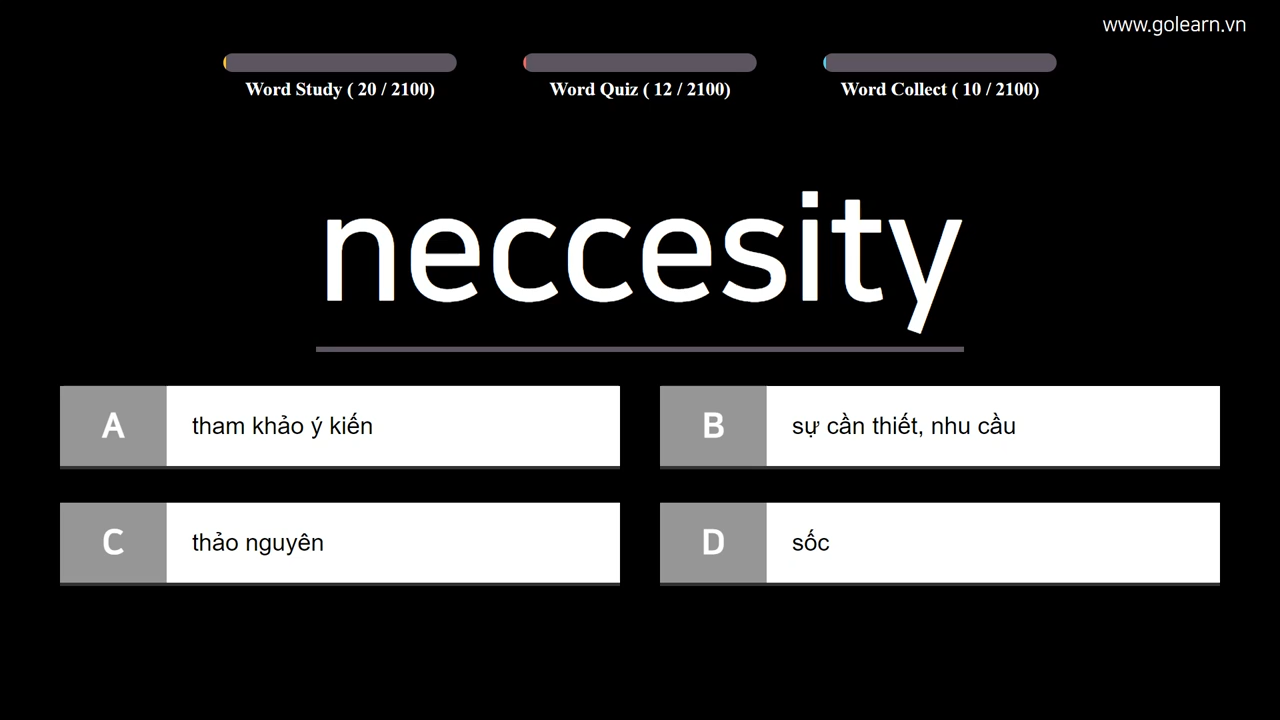 www.golearn.vn
Word Study ( 20 / 2100)
Word Quiz ( 12 / 2100)
Word Collect ( 10 / 2100)
neccesity
A tham khảo ý kiến
B sự cần thiết, nhu cầu
C thảo nguyên
D sốc